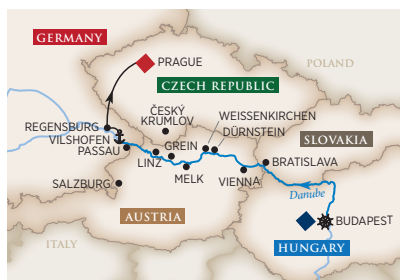 GERMANY
PRAGUE
POLAND
CZECH REPUBLIC
ČESKÝ
KRUMLOV
WEISSENKIRCHEN
DÜRNSTEIN
REGENSBURG
VILSHOFEN
PASSAU
GREIN
LINZ
MELK
SLOVAKIA
BRATISLAVA
VIENNA
SALZBURG
Danube
AUSTRIA
BUDAPEST
ITALY
HUNGARY